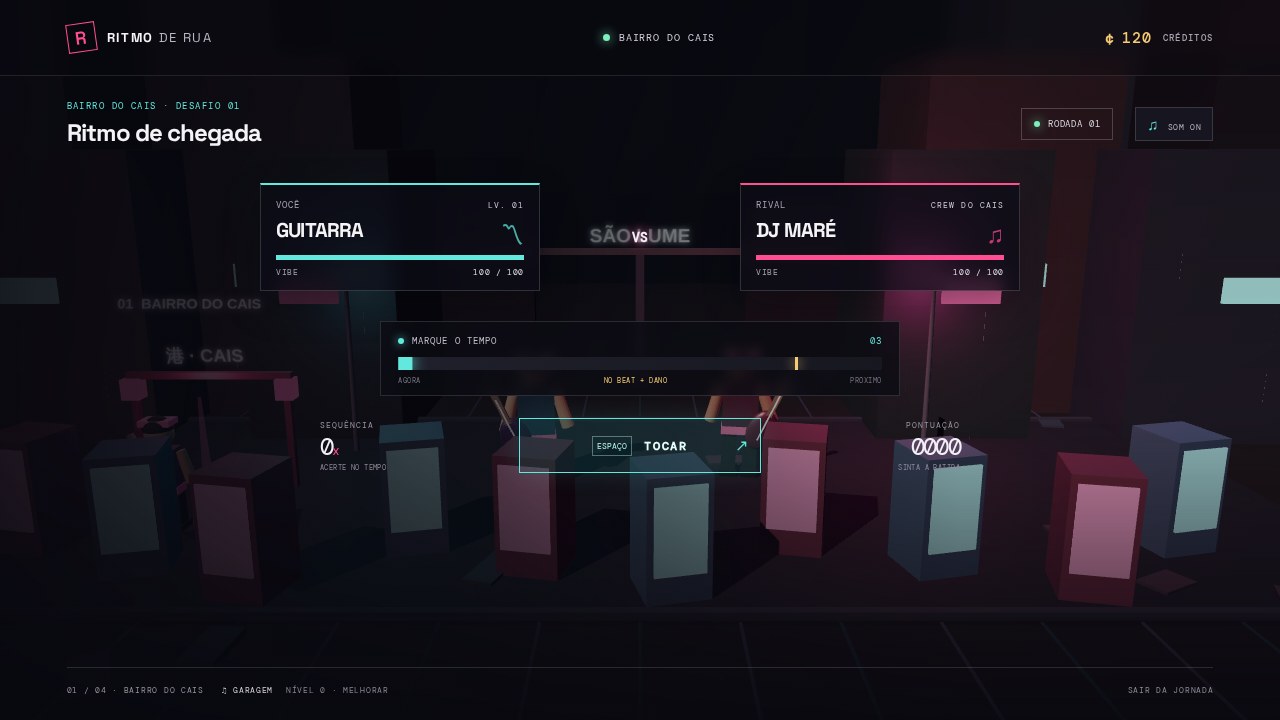 R RITMO DE RUA
BAIRRO DO CAIS
¢ 120 CRÉDITOS
BAIRRO DO CAIS · DESAFIO 01
Ritmo de chegada
RODADA 01
♫ SOM ON
VOCÊ LV. 01
GUITARRA
VIBE 100 / 100
VS
RIVAL CREW DO CAIS
DJ MARÉ ♫
VIBE 100 / 100
01 BAIRRO DO CAIS
港 · CAIS
MARQUE O TEMPO 03
AGORA NO BEAT + DANO PRÓXIMO
SEQUÊNCIA
0x
ACERTE NO TEMPO
ESPAÇO TOCAR ↗
PONTUAÇÃO
0000
SINTA A BATIDA
01 / 04 · BAIRRO DO CAIS ♫ GARAGEM NÍVEL 0 · MELHORAR
SAIR DA JORNADA